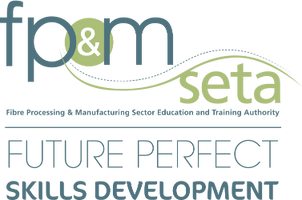 fp&m
seta
Fibre Processing & Manufacturing Sector Education and Training Authority
FUTURE PERFECT
SKILLS DEVELOPMENT